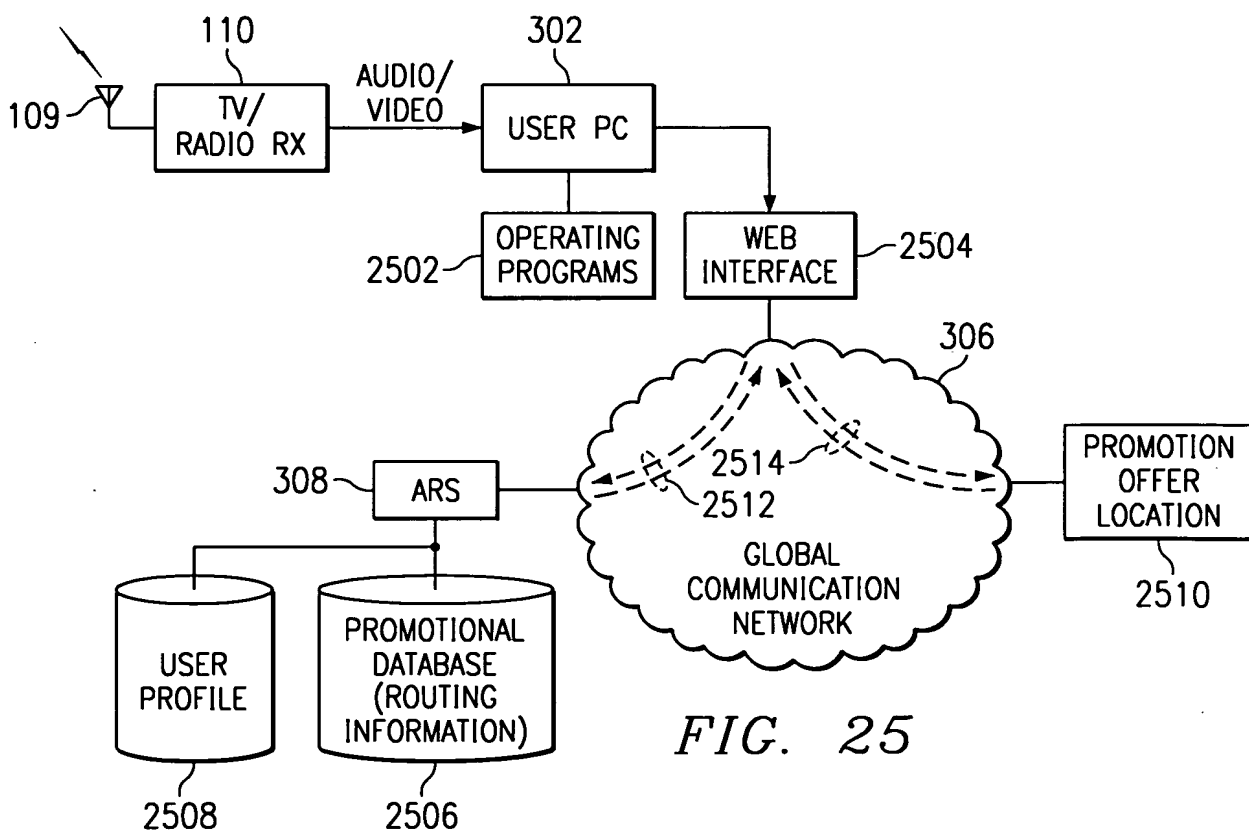 110
302
109
TV/
RADIO RX
AUDIO/
VIDEO
USER PC
2502
OPERATING
PROGRAMS
WEB
INTERFACE
2504
306
308
ARS
2514
2512
PROMOTION
OFFER
LOCATION
2510
GLOBAL
COMMUNICATION
NETWORK
USER
PROFILE
PROMOTIONAL
DATABASE
(ROUTING
INFORMATION)
2508
2506
FIG. 25